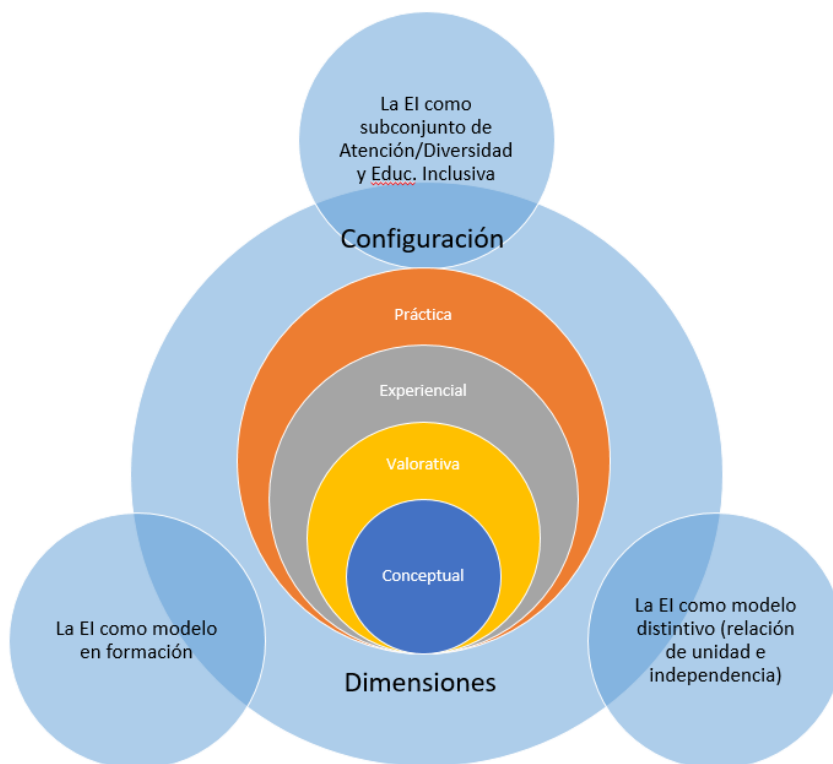 La EI como
subconjunto de
Atención/Diversidad
y Educ. Inclusiva
Configuración
Práctica
Experiencial
Valorativa
Conceptual
La EI como modelo
en formación
La EI como modelo
distintivo (relación
de unidad e
independencia)
Dimensiones